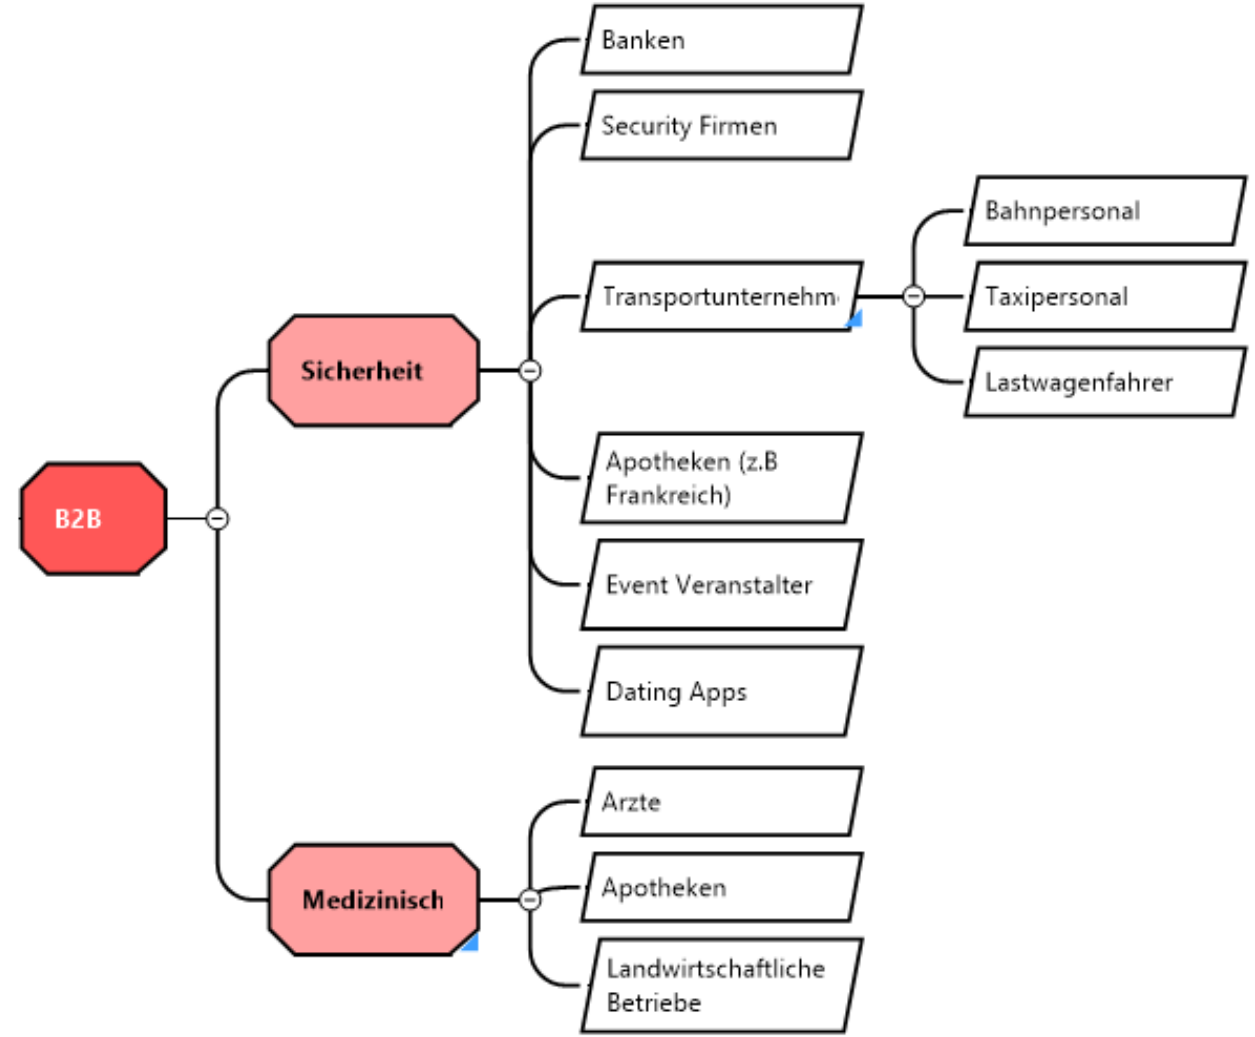 B2B
Sicherheit
Banken
Security Firmen
Transportunternehm
Bahnpersonal
Taxipersonal
Lastwagenfahrer
Apotheken (z.B
Frankreich)
Event Veranstalter
Dating Apps
Medizinisch
Arzte
Apotheken
Landwirtschaftliche
Betriebe